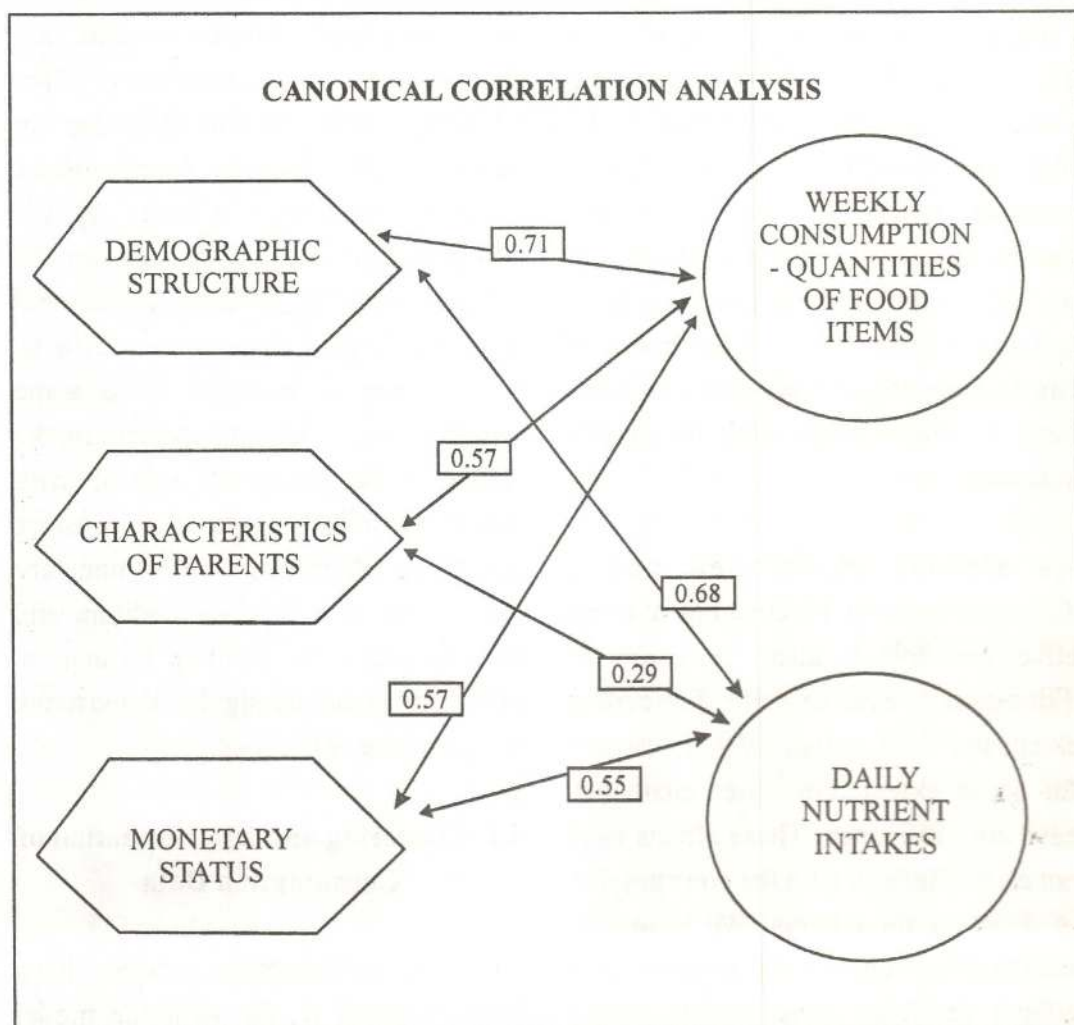 CANONICAL CORRELATION ANALYSIS
DEMOGRAPHIC
STRUCTURE
0.71
WEEKLY
CONSUMPTION
- QUANTITIES
OF FOOD
ITEMS
0.57
CHARACTERISTICS
OF PARENTS
0.68
0.29
0.57
0.55
MONETARY
STATUS
DAILY
NUTRIENT
INTAKES